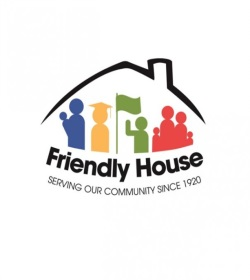 Friendly House
SERVING OUR COMMUNITY SINCE 1920